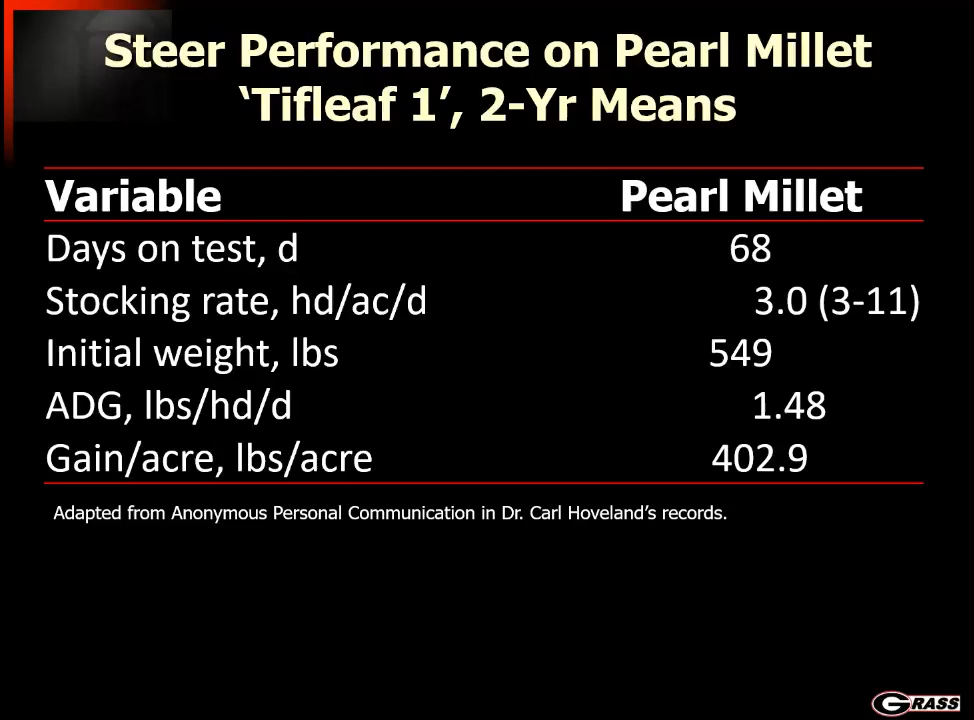 Steer Performance on Pearl Millet
‘Tifleaf 1’, 2-Yr Means
Variable Pearl Millet
Days on test, d 68
Stocking rate, hd/ac/d 3.0 (3-11)
Initial weight, lbs 549
ADG, lbs/hd/d 1.48
Gain/acre, lbs/acre 402.9
Adapted from Anonymous Personal Communication in Dr. Carl Hoveland’s records.
GRASS